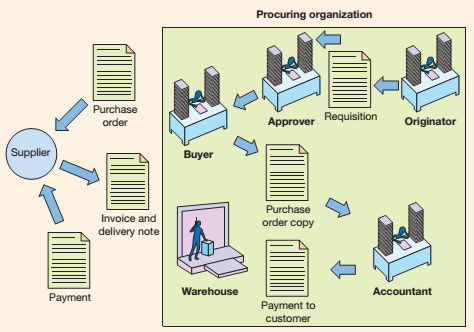 Procuring organization
Purchase
order
Supplier
Invoice and
delivery note
Payment
Buyer
Approver
Requisition
Originator
Purchase
order copy
Warehouse
Payment to
customer
Accountant